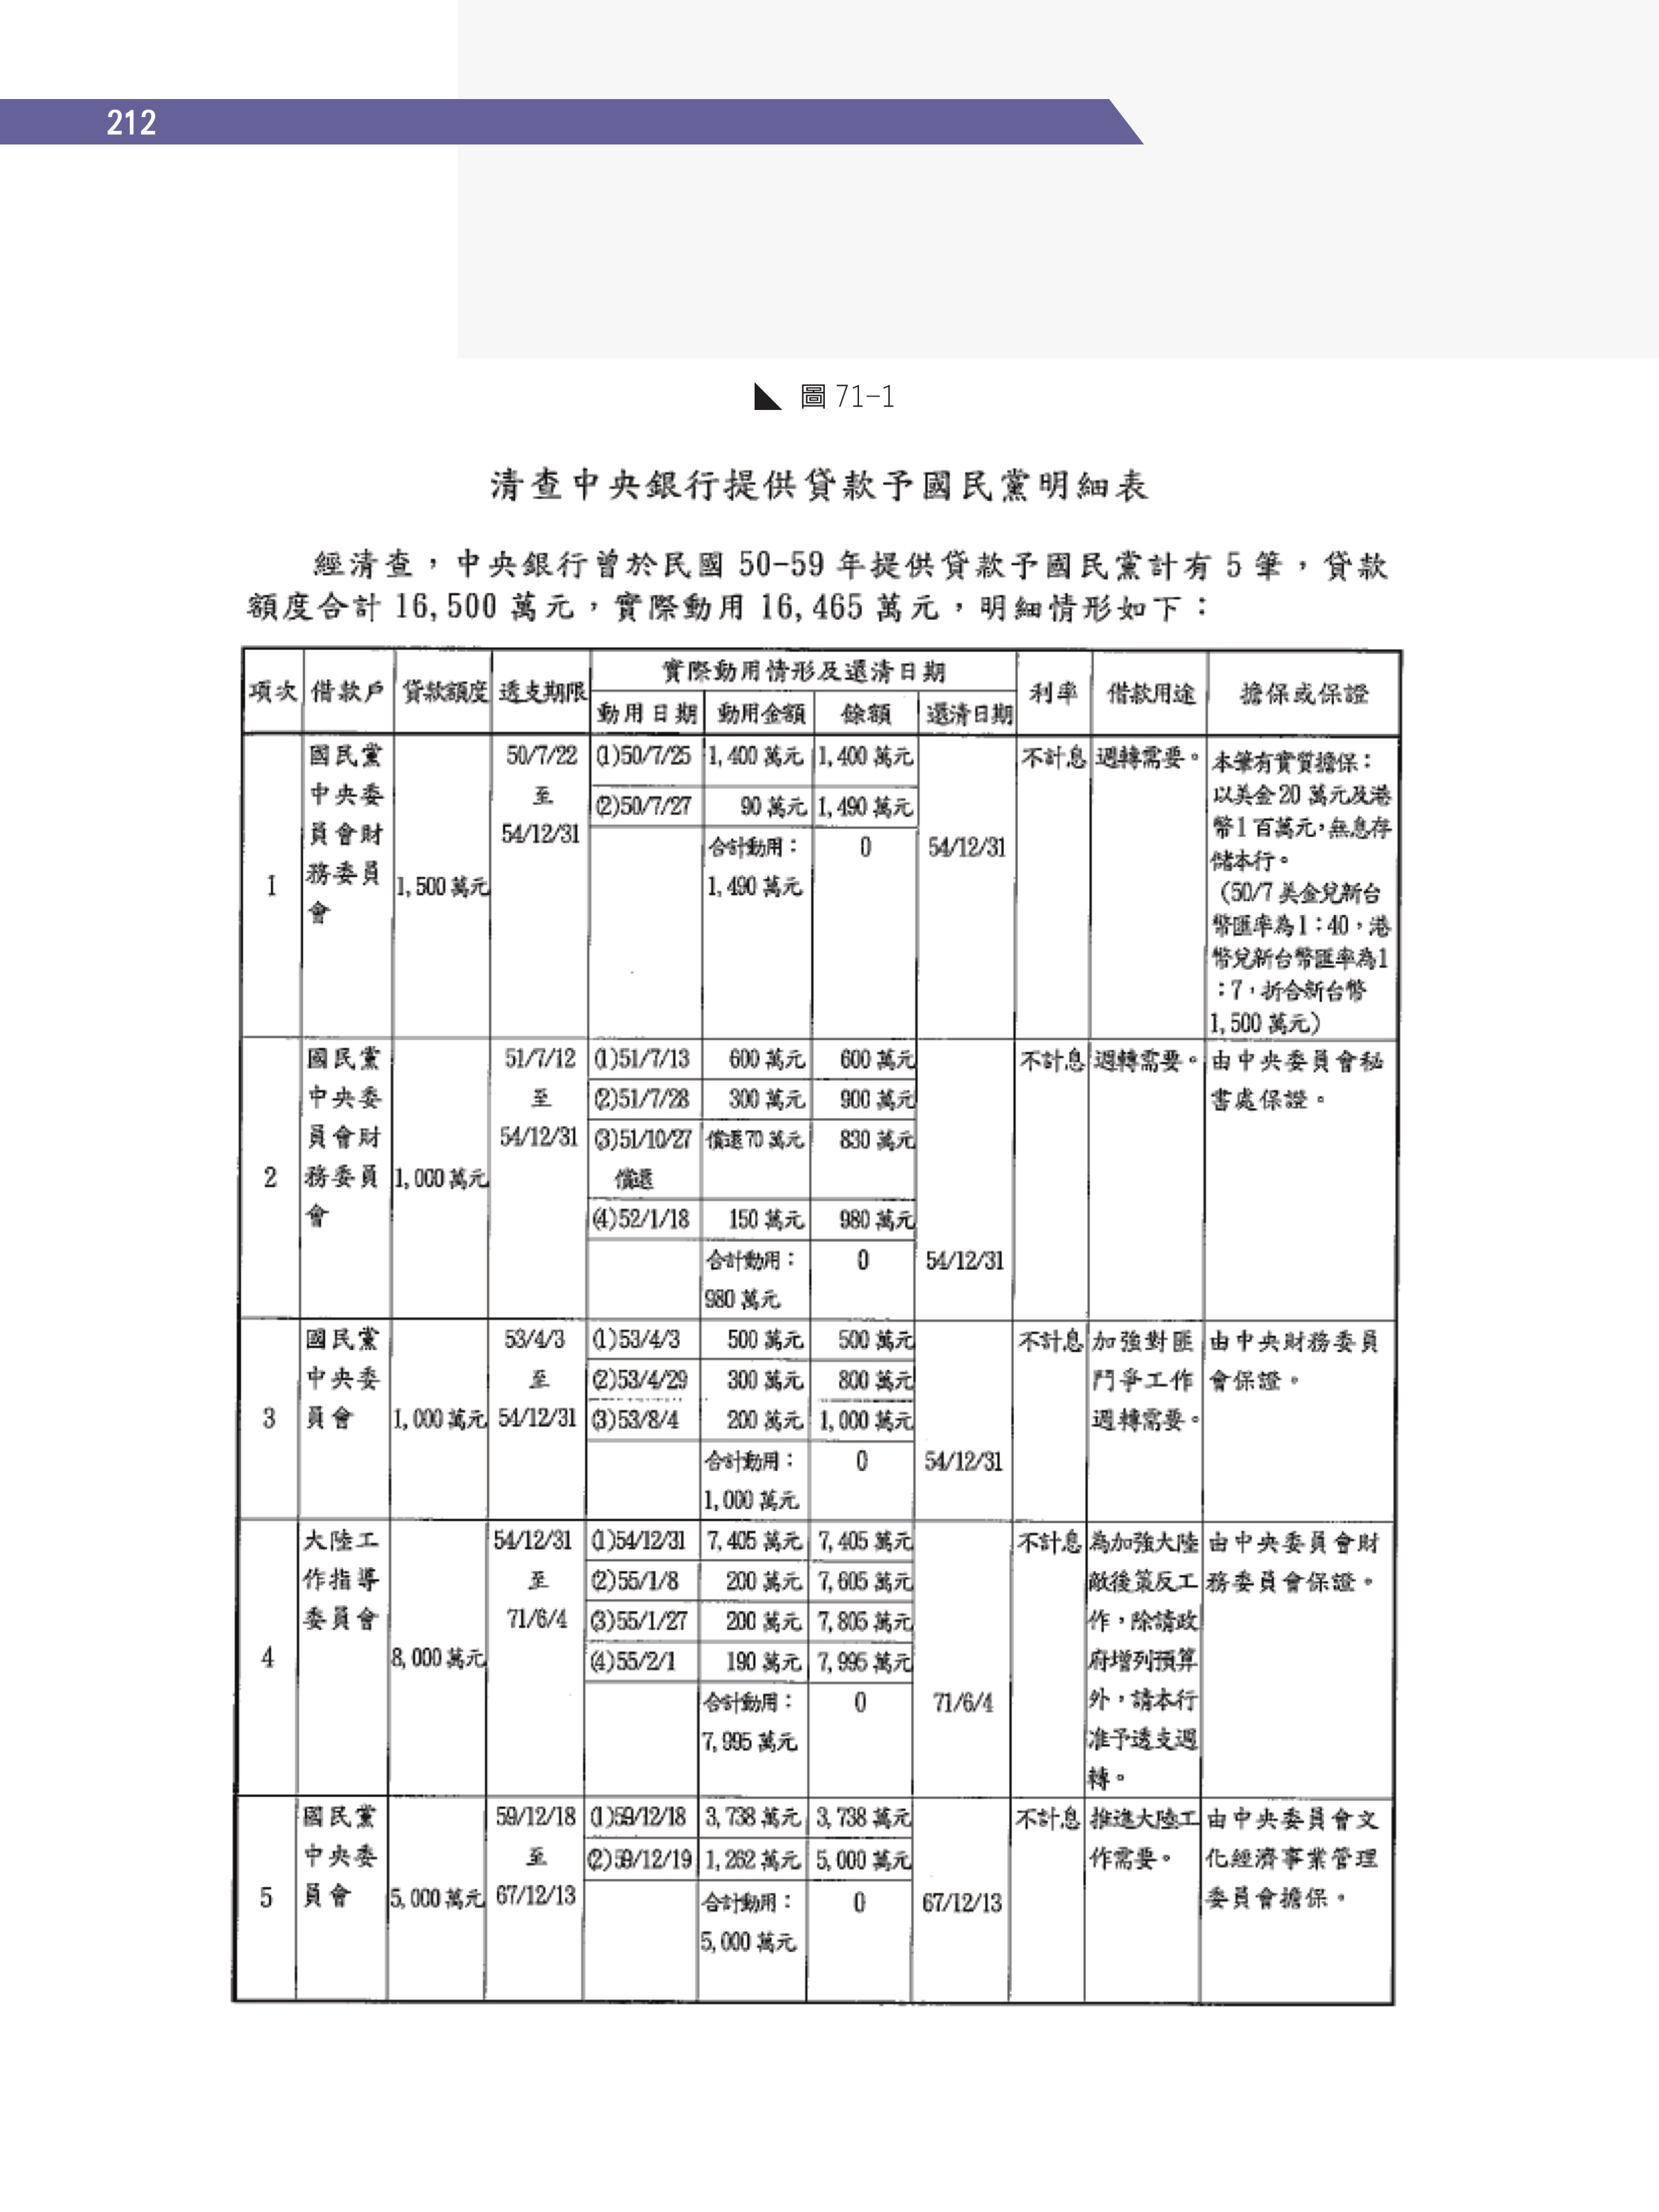 212
圖 71-1
清查中央銀行提供貸款予國民黨明細表
經清查，中央銀行曾於民國 50-59 年提供貸款予國民黨計有 5 筆，貸款
額度合計 16,500 萬元，實際動用 16,465 萬元，明細情形如下：
項次 借款戶 貸款額度 透支期限 實際動用情形及還清日期 利率 借款用途 擔保或保證
動用日期 動用金額 餘額 還清日期
1
國民黨
中央委
員會財
務委員
會
1,500 萬元
50/7/22
至
54/12/31
(1)50/7/25 1,400 萬元 1,400 萬元
(2)50/7/27 90 萬元 1,490 萬元
合計動用： 0 54/12/31
1,490 萬元
不計息
週轉需要。
本筆有實質擔保：
以美金 20 萬元及港
幣1 百萬元，無息存
儲本行。
（50/7 美金兌新台
幣匯率為1：40，港
幣兌新台幣匯率為1
：7，折合新台幣
1,500 萬元）
2
國民黨
中央委
員會財
務委員
會
1,000 萬元
51/7/12
至
54/12/31
(1)51/7/13 600 萬元 600 萬元
(2)51/7/28 300 萬元 900 萬元
(3)51/10/27 償還70 萬元 830 萬元
償還
(4)52/1/18 150 萬元 980 萬元
合計動用： 0 54/12/31
980 萬元
不計息
週轉需要。
由中央委員會秘
書處保證。
3
國民黨
中央委
員會
1,000 萬元
53/4/3
至
54/12/31
(1)53/4/3 500 萬元 500 萬元
(2)53/4/29 300 萬元 800 萬元
(3)53/8/4 200 萬元 1,000 萬元
合計動用： 0 54/12/31
1,000 萬元
不計息
加強對匪
鬥爭工作
週轉需要。
由中央財務委員
會保證。
4
大陸工
作指導
委員會
8,000 萬元
54/12/31
至
71/6/4
(1)54/12/31 7,405 萬元 7,405 萬元
(2)55/1/8 200 萬元 7,605 萬元
(3)55/1/27 200 萬元 7,805 萬元
(4)55/2/1 190 萬元 7,995 萬元
合計動用： 0 71/6/4
7,995 萬元
不計息
為加強大陸
敵後策反工
作，除請政
府增列預算
外，請本行
准予透支週
轉。
由中央委員會財
務委員會保證。
5
國民黨
中央委
員會
5,000 萬元
59/12/18
至
67/12/13
(1)59/12/18 3,738 萬元 3,738 萬元
(2)59/12/19 1,262 萬元 5,000 萬元
合計動用： 0 67/12/13
5,000 萬元
不計息
推進大陸工
作需要。
由中央委員會文
化經濟事業管理
委員會擔保。